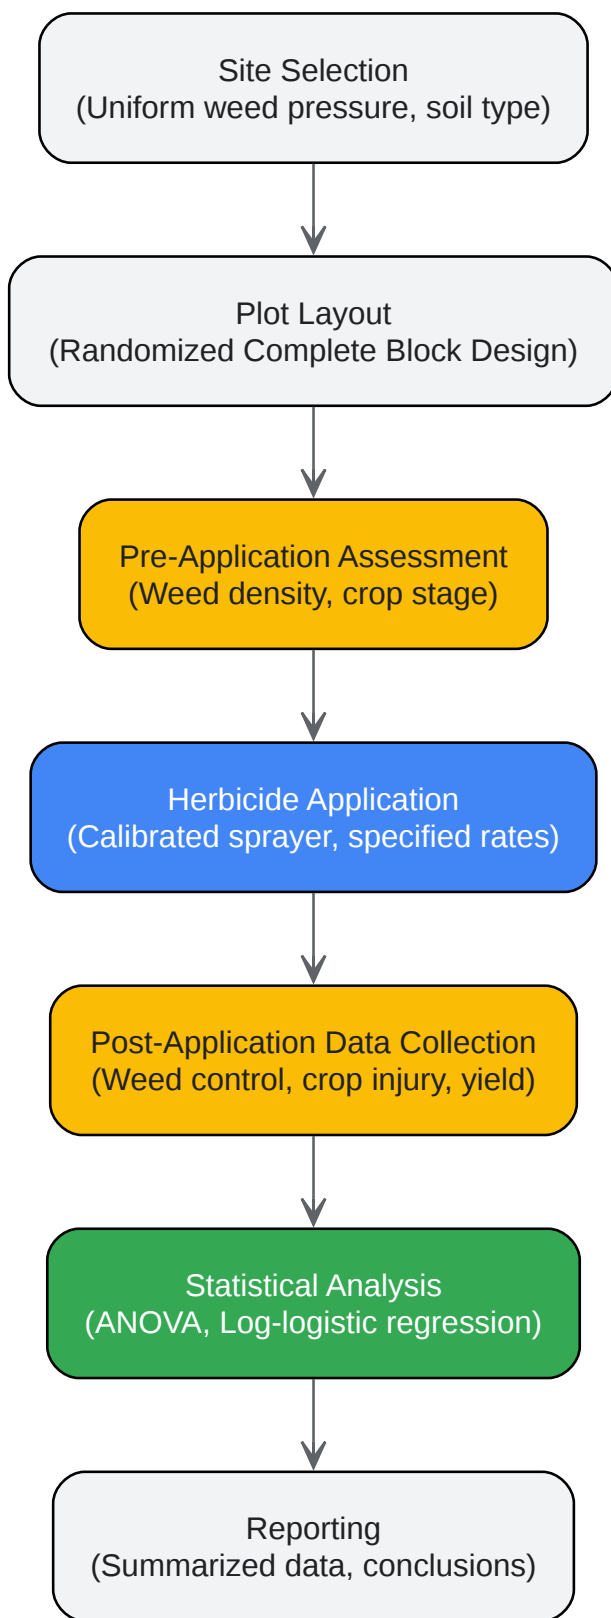 Site Selection
(Uniform weed pressure, soil type)
Plot Layout
(Randomized Complete Block Design)
Pre-Application Assessment
(Weed density, crop stage)
Herbicide Application
(Calibrated sprayer, specified rates)
Post-Application Data Collection
(Weed control, crop injury, yield)
Statistical Analysis
(ANOVA, Log-logistic regression)
Reporting
(Summarized data, conclusions)